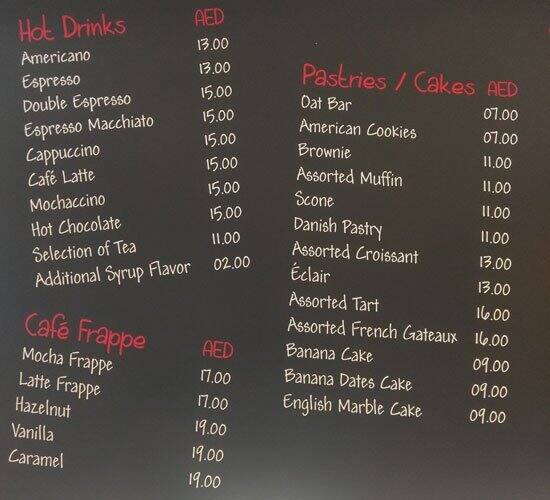 Hot Drinks AED
Americano 13.00
Espresso 13.00
Double Espresso 15.00
Espresso Macchiato 15.00
Cappuccino 15.00
Café Latte 15.00
Mochaccino 15.00
Hot Chocolate 15.00
Selection of Tea 11.00
Additional Syrup Flavor 02.00
Café Frappe AED
Mocha Frappe 17.00
Latte Frappe 17.00
Hazelnut 19.00
Vanilla 19.00
Caramel 19.00
Pastries / Cakes AED
Oat Bar 07.00
American Cookies 07.00
Brownie 11.00
Assorted Muffin 11.00
Scone 11.00
Danish Pastry 11.00
Assorted Croissant 13.00
Éclair 13.00
Assorted Tart 16.00
Assorted French Gateaux 16.00
Banana Cake 09.00
Banana Dates Cake 09.00
English Marble Cake 09.00